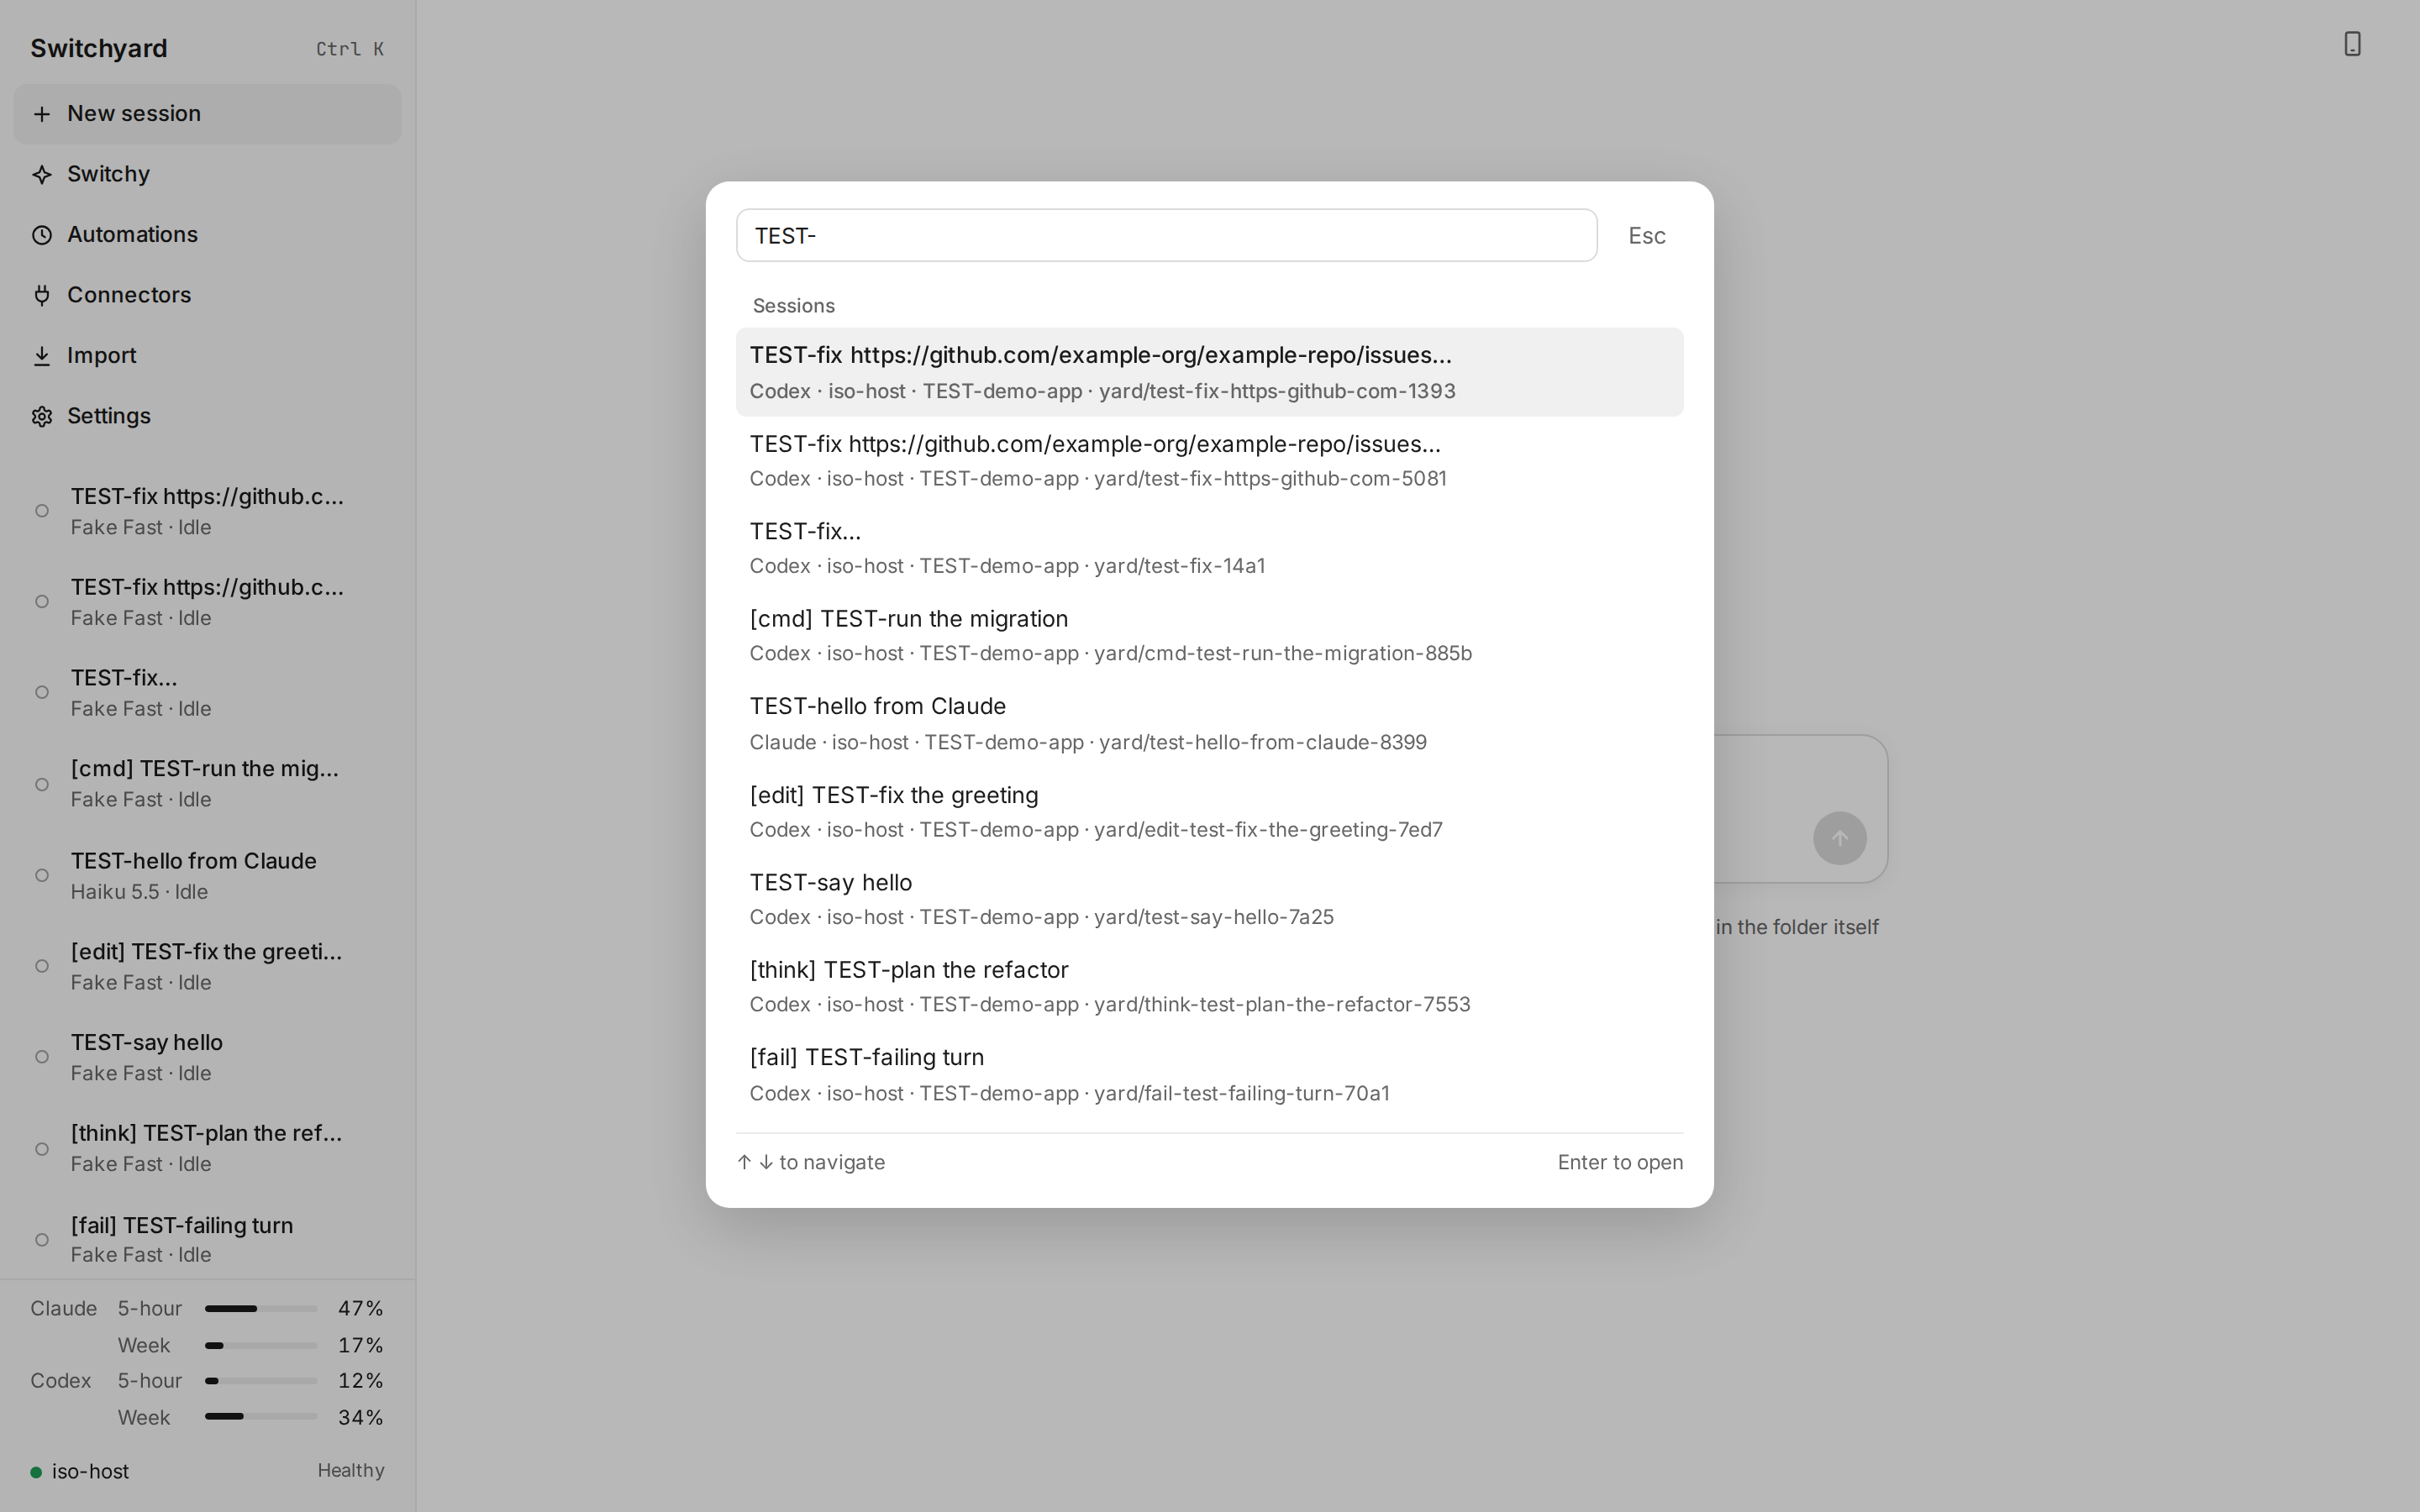 Switchyard Ctrl K
New session
Switchy
Automations
Connectors
Import
Settings
TEST-fix https://github.c...
Fake Fast · Idle
TEST-fix https://github.c...
Fake Fast · Idle
TEST-fix...
Fake Fast · Idle
[cmd] TEST-run the mig...
Fake Fast · Idle
TEST-hello from Claude
Haiku 5.5 · Idle
[edit] TEST-fix the greeti...
Fake Fast · Idle
TEST-say hello
Fake Fast · Idle
[think] TEST-plan the ref...
Fake Fast · Idle
[fail] TEST-failing turn
Fake Fast · Idle
Claude 5-hour 47%
Week 17%
Codex 5-hour 12%
Week 34%
iso-host Healthy
TEST- Esc
Sessions
TEST-fix https://github.com/example-org/example-repo/issues...
Codex · iso-host · TEST-demo-app · yard/test-fix-https-github-com-1393
TEST-fix https://github.com/example-org/example-repo/issues...
Codex · iso-host · TEST-demo-app · yard/test-fix-https-github-com-5081
TEST-fix...
Codex · iso-host · TEST-demo-app · yard/test-fix-14a1
[cmd] TEST-run the migration
Codex · iso-host · TEST-demo-app · yard/cmd-test-run-the-migration-885b
TEST-hello from Claude
Claude · iso-host · TEST-demo-app · yard/test-hello-from-claude-8399
[edit] TEST-fix the greeting
Codex · iso-host · TEST-demo-app · yard/edit-test-fix-the-greeting-7ed7
TEST-say hello
Codex · iso-host · TEST-demo-app · yard/test-say-hello-7a25
[think] TEST-plan the refactor
Codex · iso-host · TEST-demo-app · yard/think-test-plan-the-refactor-7553
[fail] TEST-failing turn
Codex · iso-host · TEST-demo-app · yard/fail-test-failing-turn-70a1
↑ ↓ to navigate Enter to open
in the folder itself